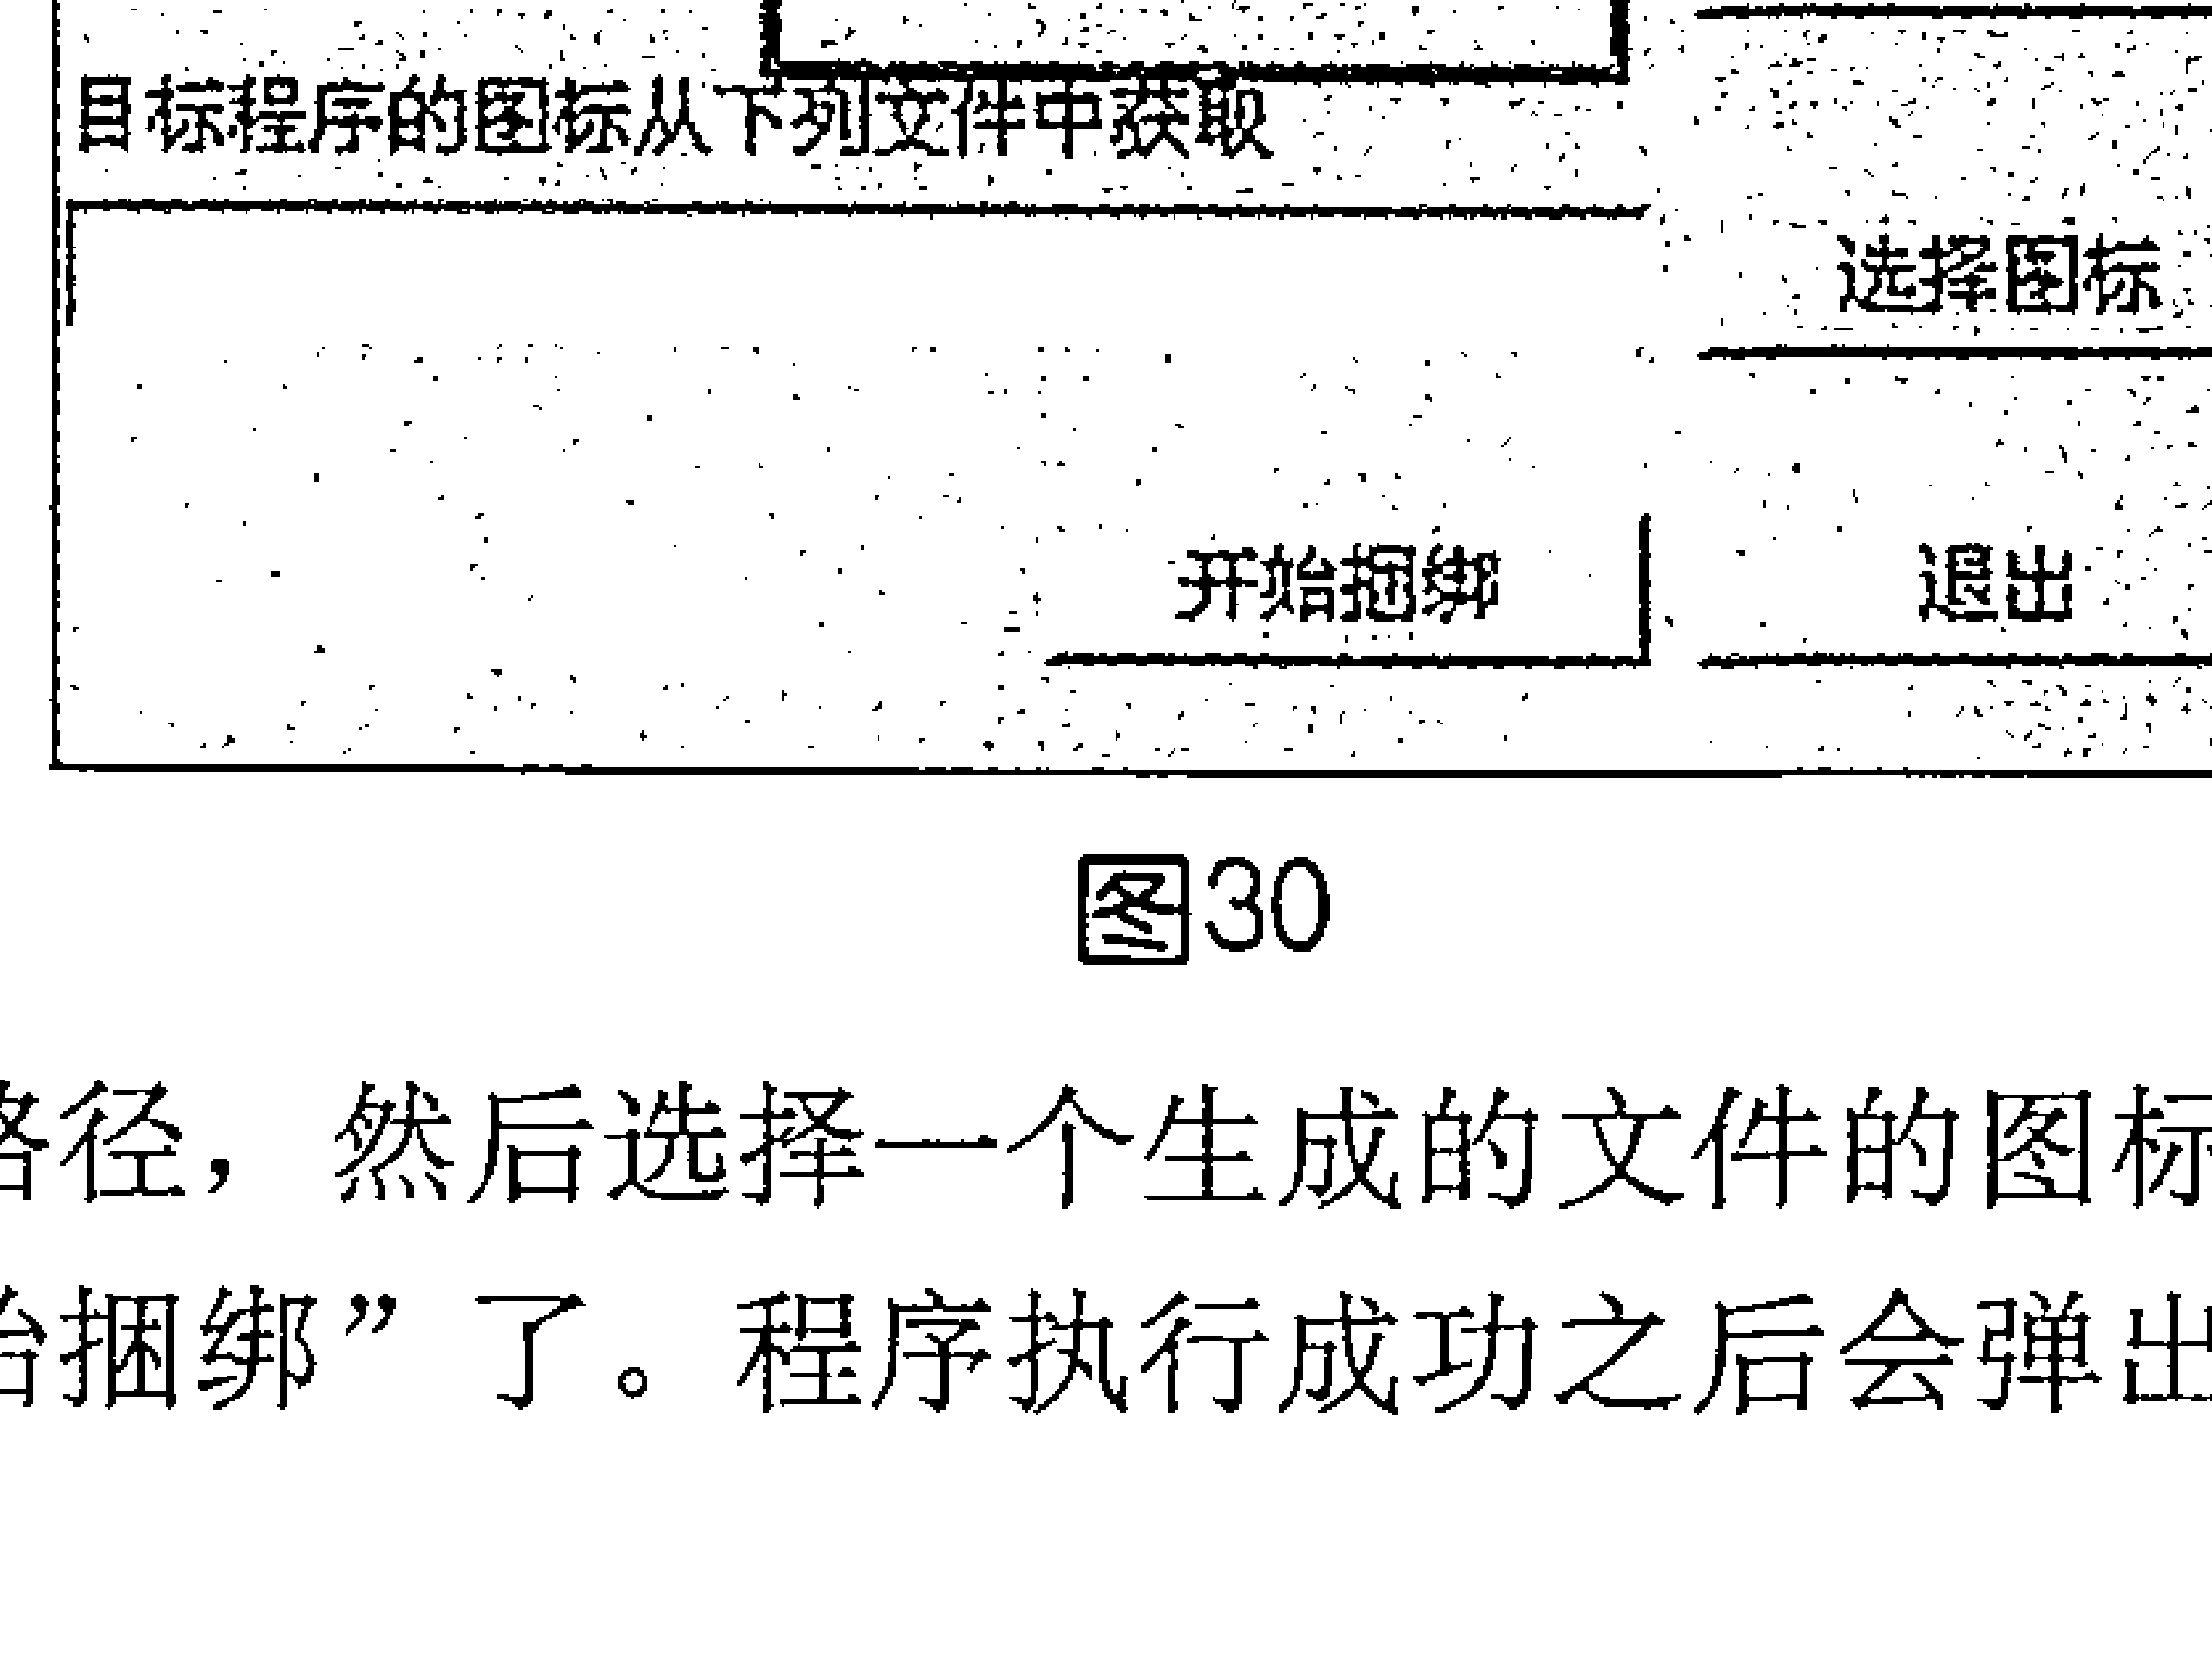 目标程序的图标从下列文件中获取
选择图标
开始捆绑 退出
图30
路径，然后选择一个生成的文件的图标
始捆绑”了。程序执行成功之后会弹出